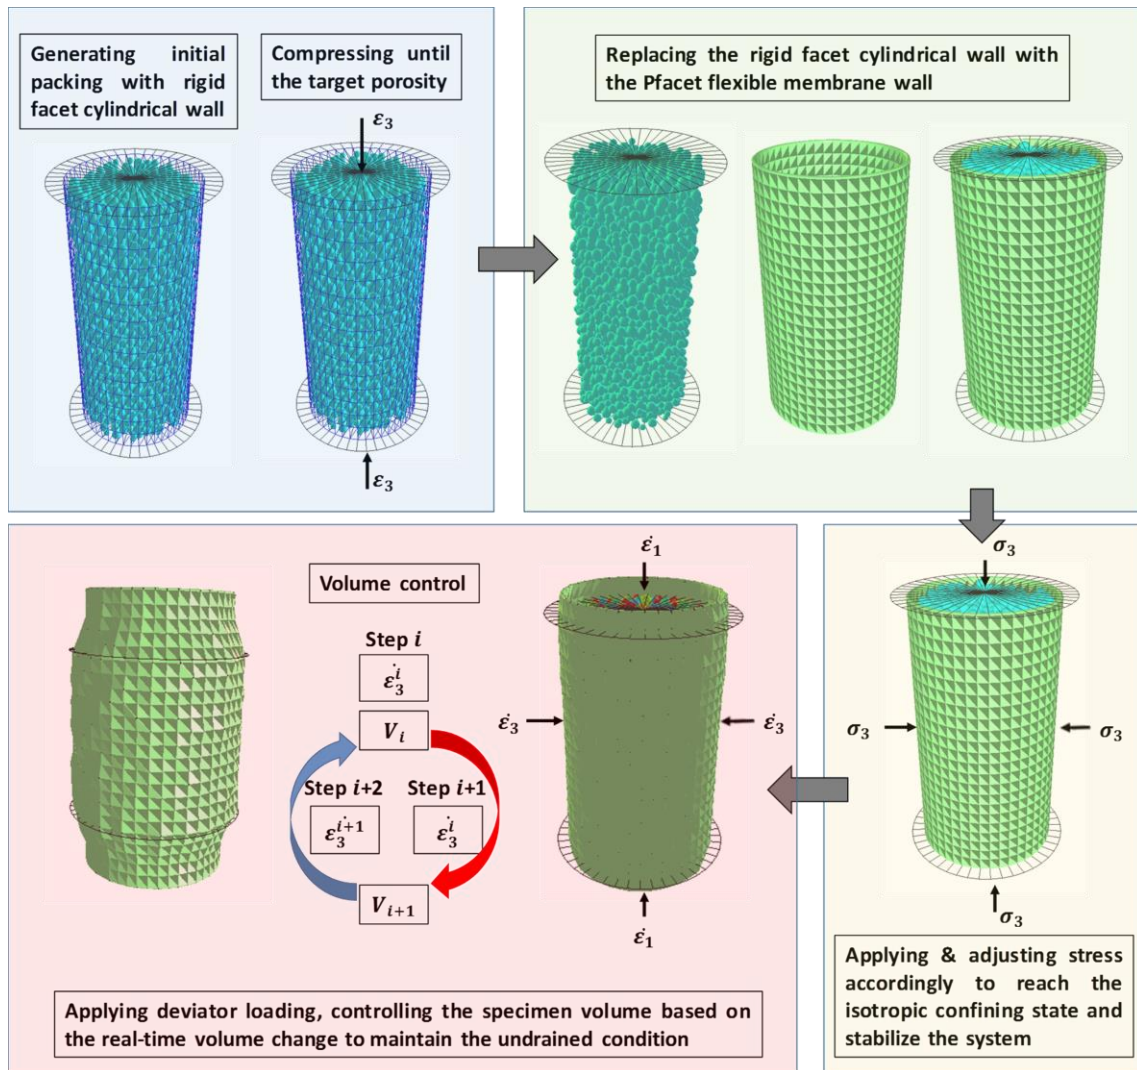 Generating initial
packing with rigid
facet cylindrical wall
Compressing until
the target porosity
ε₃
ε₃
Replacing the rigid facet cylindrical wall with
the Pfacet flexible membrane wall
σ₃
σ₃
σ₃
σ₃
Applying & adjusting stress
accordingly to reach the
isotropic confining state and
stabilize the system
Volume control
Step i
ε̇₃ⁱ
Vᵢ
Step i+2
Step i+1
ε̇₃ⁱ⁺¹
ε̇₃ⁱ
Vᵢ₊₁
ε̇₁
ε̇₃
ε̇₃
ε̇₁
Applying deviator loading, controlling the specimen volume based on
the real-time volume change to maintain the undrained condition